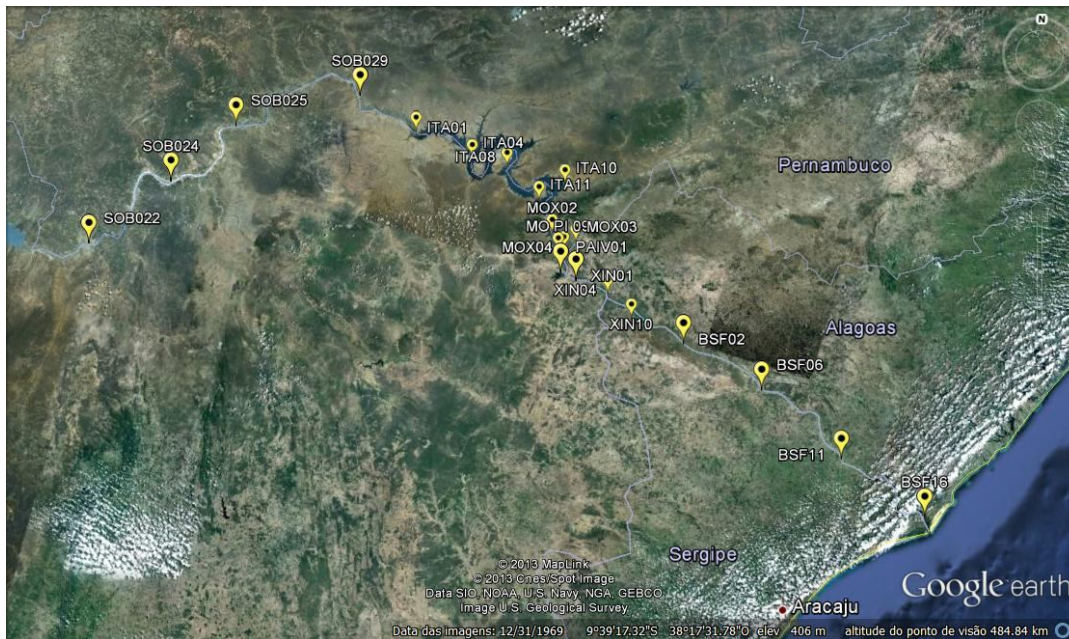 N
SOB029
SOB025
ITA01
SOB024
ITA04
ITA08
ITA10
Pernambuco
ITA11
MOX02
SOB022
MO
PI 09
MOX03
MOX04
PAIV01
XIN01
XIN04
XIN10
BSF02
Alagoas
BSF06
BSF11
BSF16
Sergipe
© 2013 MapLink
© 2013 Cnes/Spot Image
Data SIO, NOAA, U.S. Navy, NGA, GEBCO
Image U.S. Geological Survey
Google earth
Aracaju
Data das imagens: 12/31/1969 9°39'17.32"S 38°17'31.78"O elev 406 m altitude do ponto de visão 484.84 km